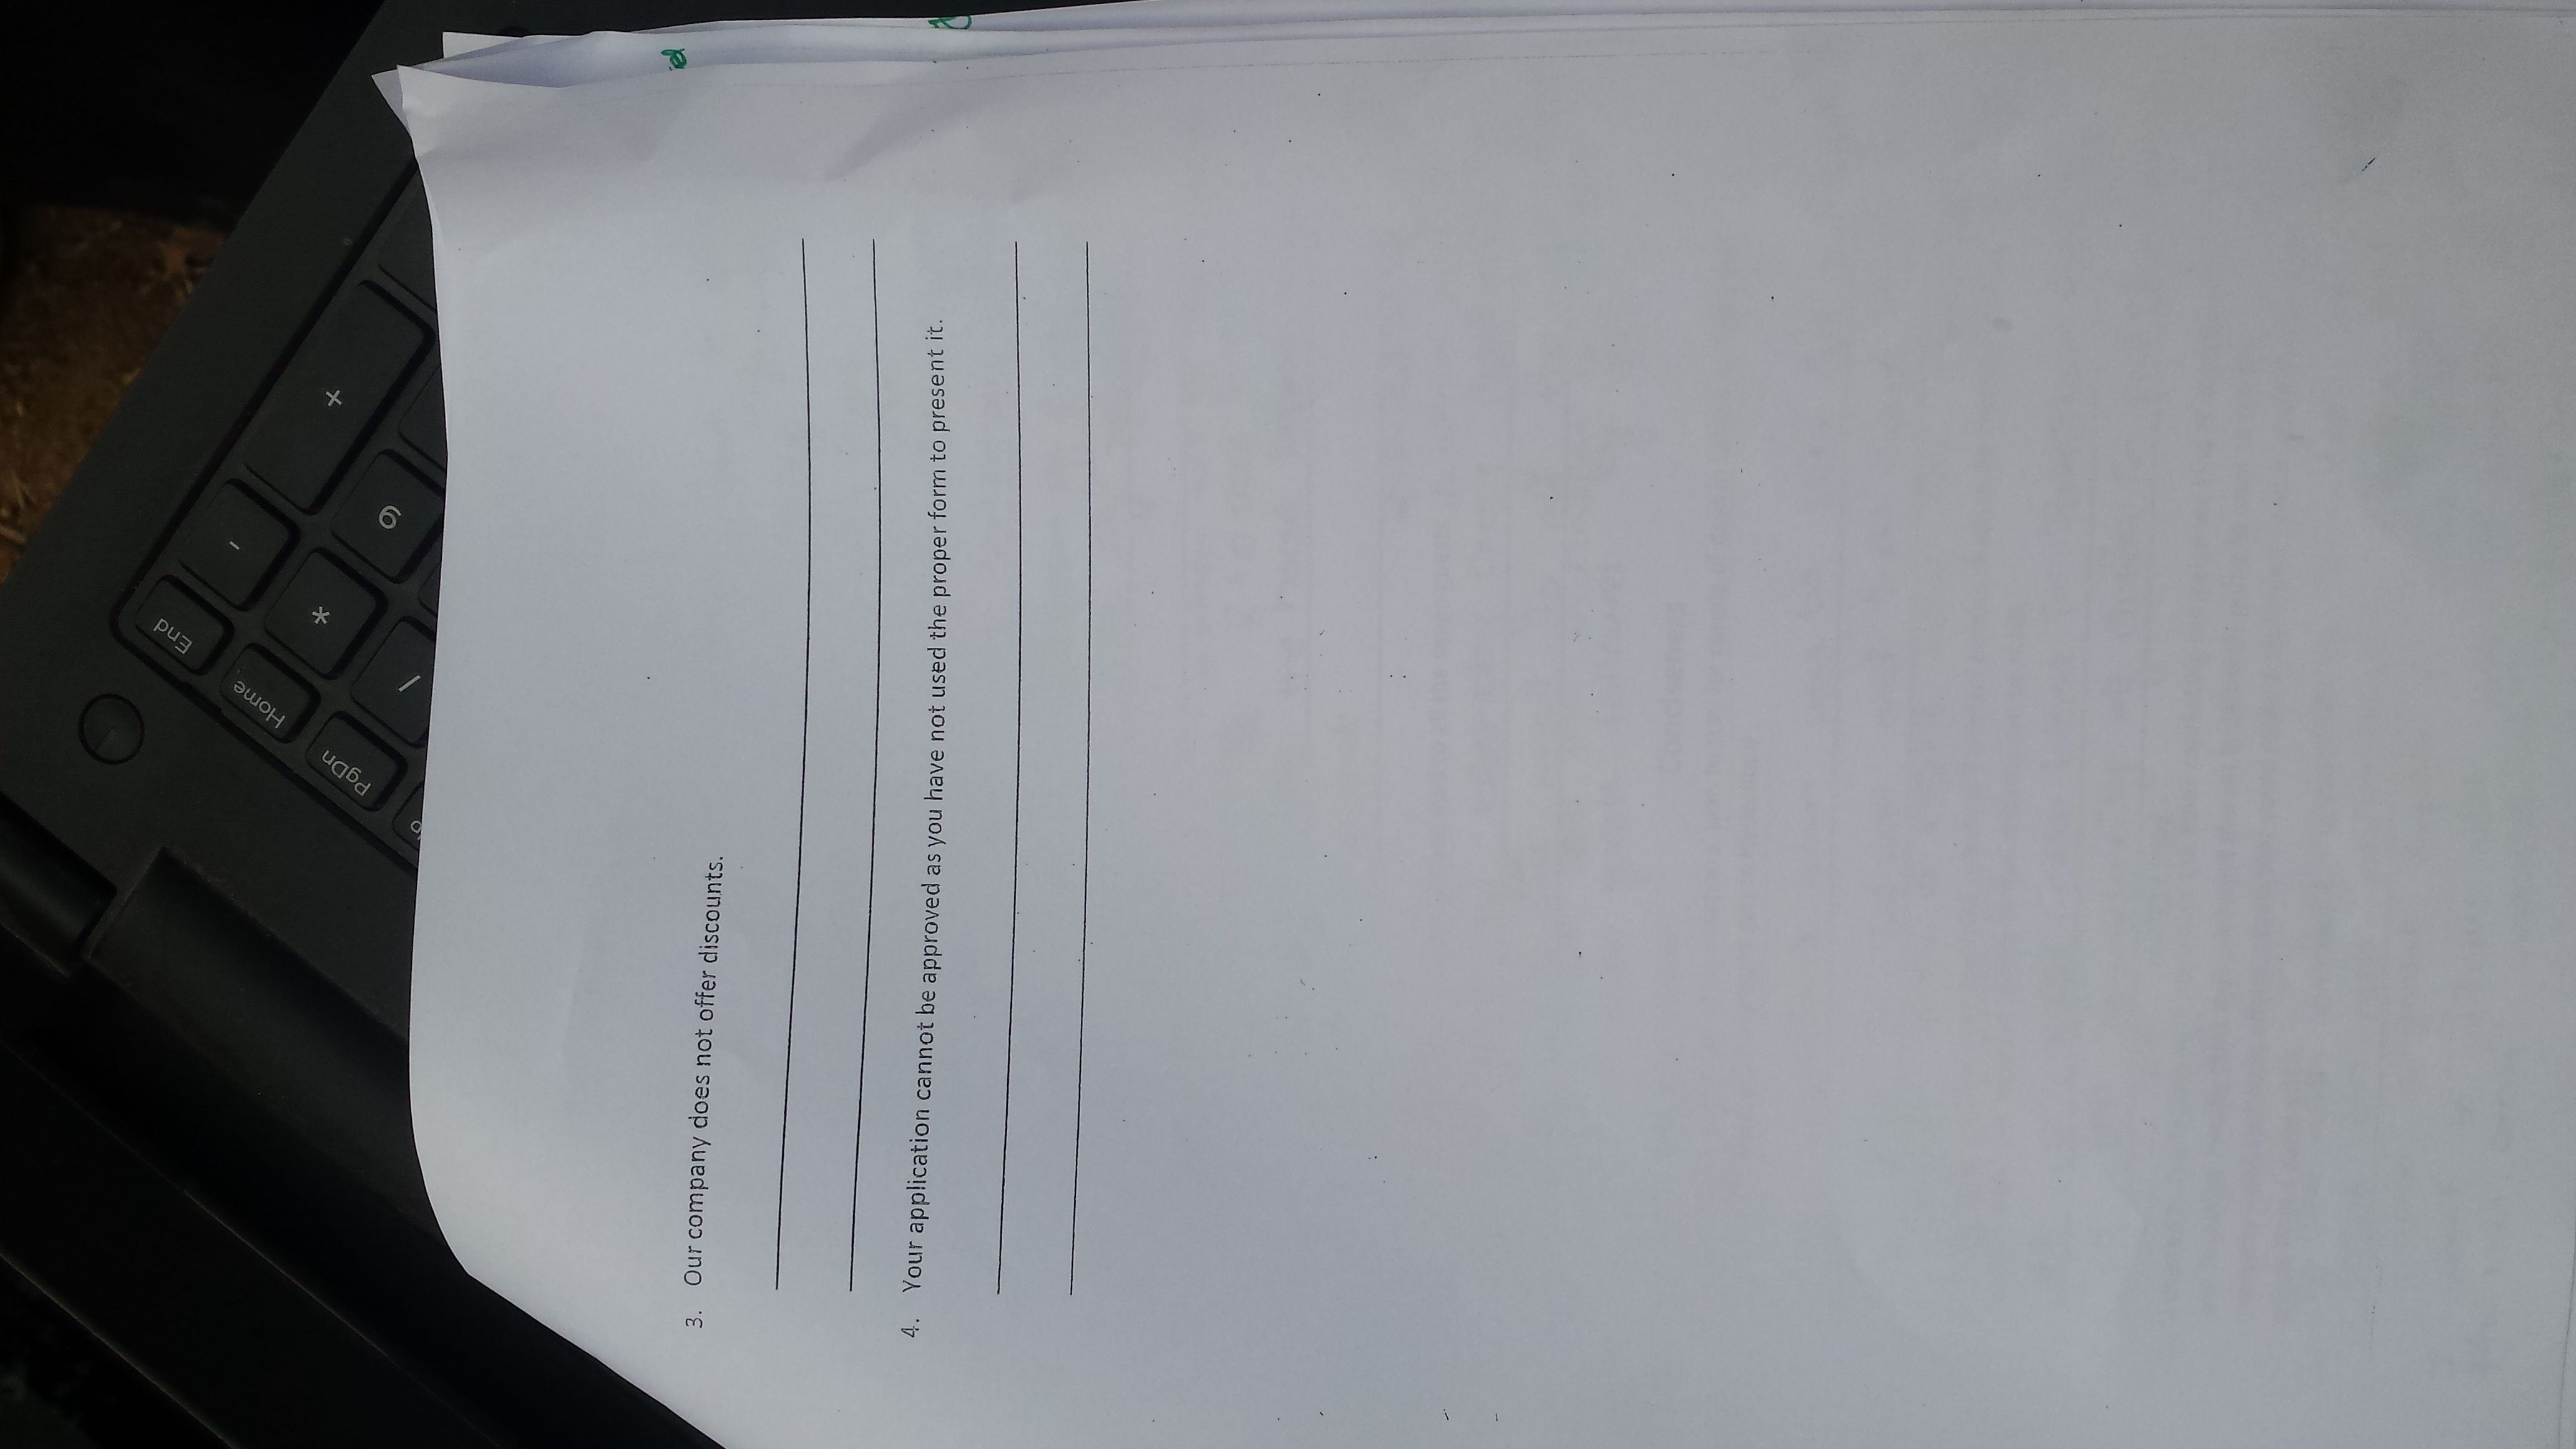 3. Our company does not offer discounts.
4. Your application cannot be approved as you have not used the proper form to present it.
+
-
9
End
*
Home
/
PgDn